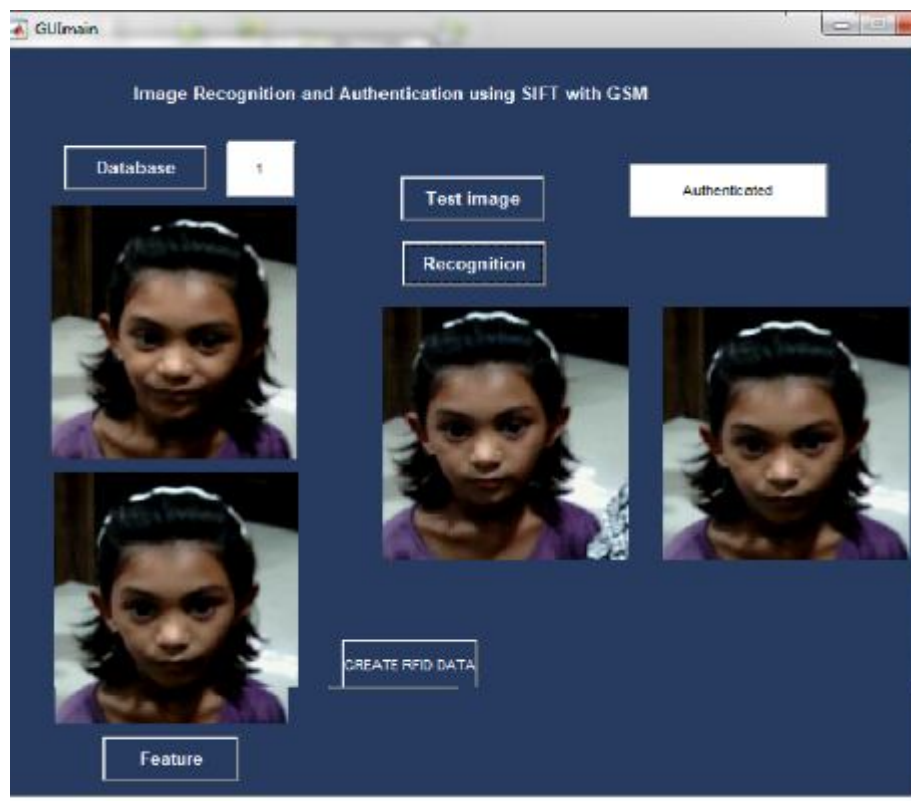 GUImain
Image Recognition and Authentication using SIFT with GSM
Database
1
Test image
Authenticated
Recognition
CREATE RFID DATA
Feature